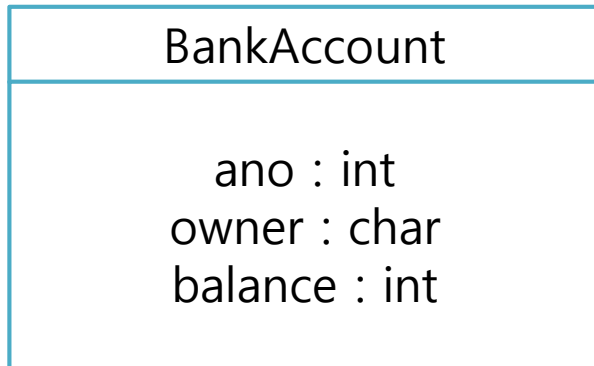 BankAccount
ano : int
owner : char
balance : int